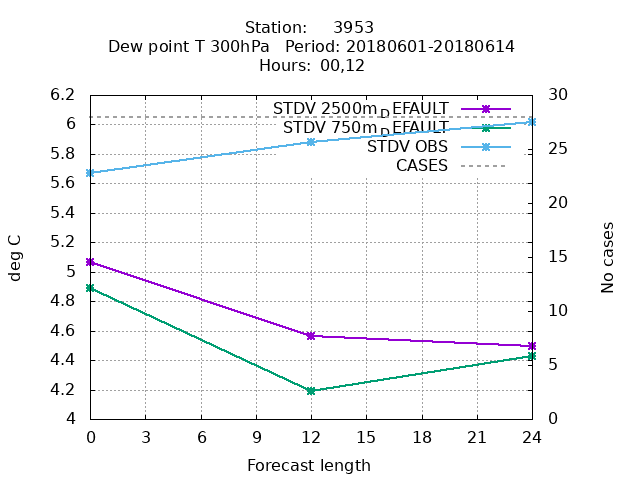 Station: 3953
Dew point T 300hPa Period: 20180601-20180614
Hours: 00,12
6.2
6
5.8
5.6
5.4
5.2
5
4.8
4.6
4.4
4.2
4
deg C
STDV 2500m_DEFAULT
STDV 750m_DEFAULT
STDV OBS
CASES
30
25
20
15
10
5
0
No cases
0 3 6 9 12 15 18 21 24
Forecast length